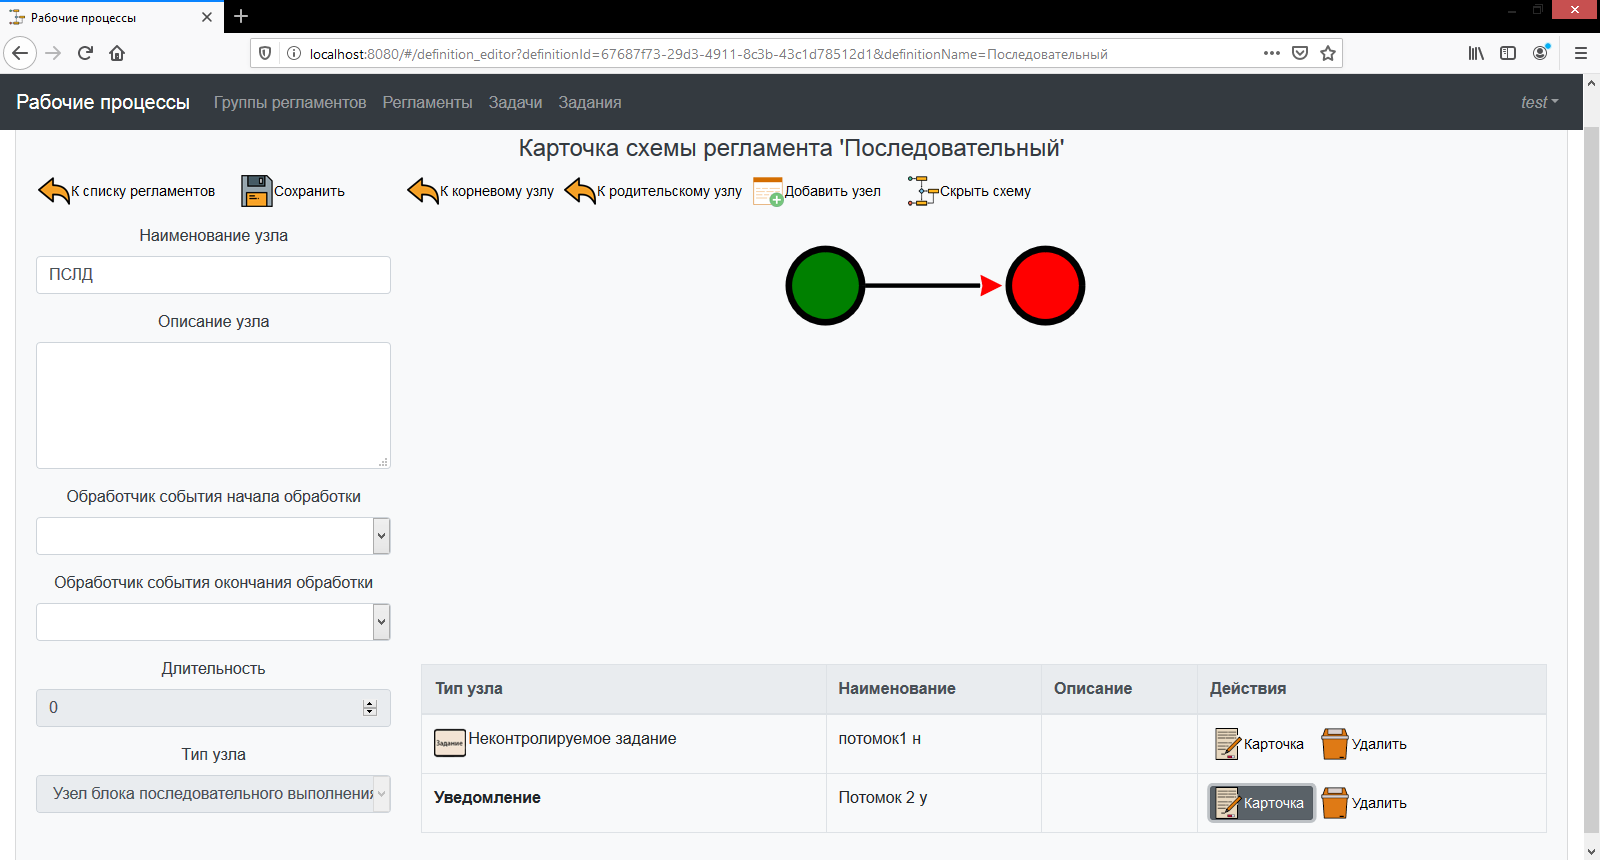 Рабочие процессы
localhost:8080/#/definition_editor?definitionId=67687f73-29d3-4911-8c3b-43c1d78512d1&definitionName=Последовательный
Рабочие процессы Группы регламентов Регламенты Задачи Задания test
Карточка схемы регламента 'Последовательный'
К списку регламентов Сохранить К корневому узлу К родительскому узлу Добавить узел Скрыть схему
Наименование узла
ПСЛД
Описание узла
Обработчик события начала обработки
Обработчик события окончания обработки
Длительность
0
Тип узла
Узел блока последовательного выполнения
Тип узла Наименование Описание Действия
Задание Неконтролируемое задание потомок1 н Карточка Удалить
Уведомление Потомок 2 у Карточка Удалить